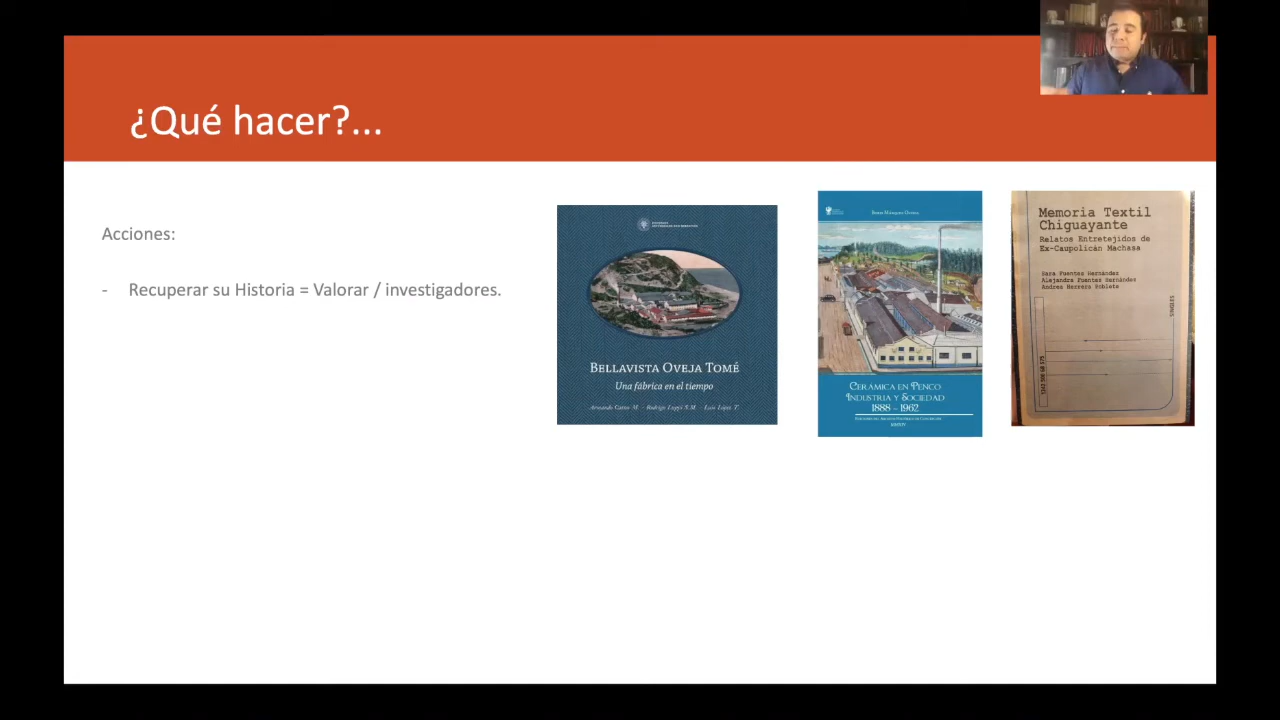 ¿Qué hacer?...
Acciones:
- Recuperar su Historia = Valorar / investigadores.
BELLAVISTA OVEJA TOMÉ
Una fábrica en el tiempo
CERÁMICA EN PENCO
INDUSTRIA Y SOCIEDAD
1888 – 1962
Memoria Textil
Chiguayante
Relatos Entretejidos de
Ex-Caupolicán Machasa
Sara Fuentes Hernández
Alejandra Fuentes Hernández
Andrea Herrera Poblete